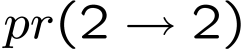 pr(2 → 2)